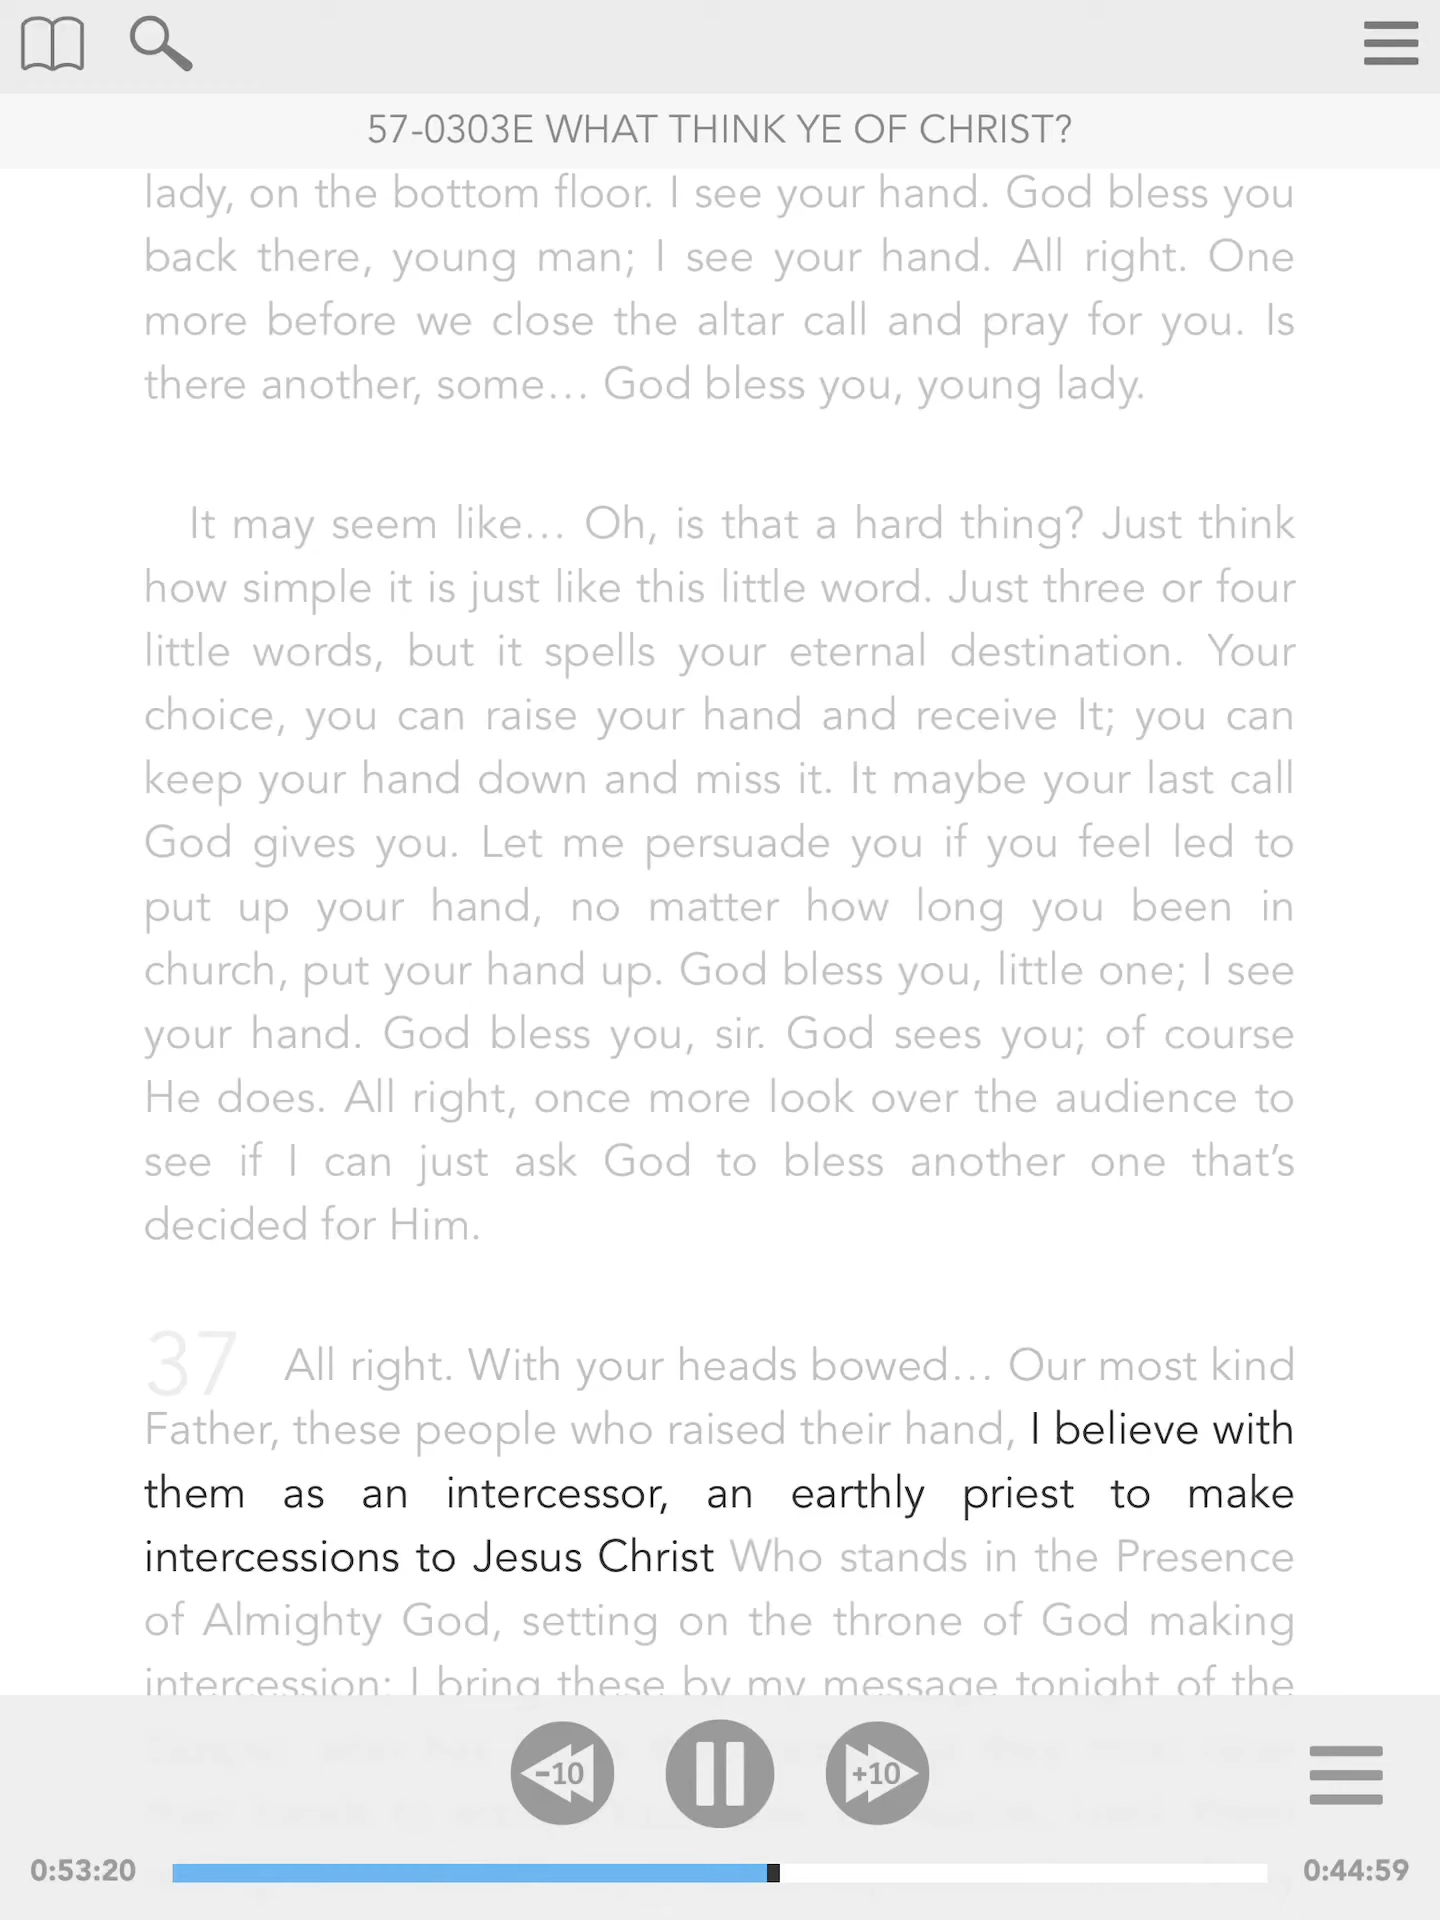 57-0303E WHAT THINK YE OF CHRIST?
lady, on the bottom floor. I see your hand. God bless you
back there, young man; I see your hand. All right. One
more before we close the altar call and pray for you. Is
there another, some… God bless you, young lady.
It may seem like… Oh, is that a hard thing? Just think
how simple it is just like this little word. Just three or four
little words, but it spells your eternal destination. Your
choice, you can raise your hand and receive It; you can
keep your hand down and miss it. It maybe your last call
God gives you. Let me persuade you if you feel led to
put up your hand, no matter how long you been in
church, put your hand up. God bless you, little one; I see
your hand. God bless you, sir. God sees you; of course
He does. All right, once more look over the audience to
see if I can just ask God to bless another one that’s
decided for Him.
37 All right. With your heads bowed… Our most kind
Father, these people who raised their hand, I believe with
them as an intercessor, an earthly priest to make
intercessions to Jesus Christ Who stands in the Presence
of Almighty God, setting on the throne of God making
intercession; I bring these by my message tonight of the
-10 +10
0:53:20 0:44:59